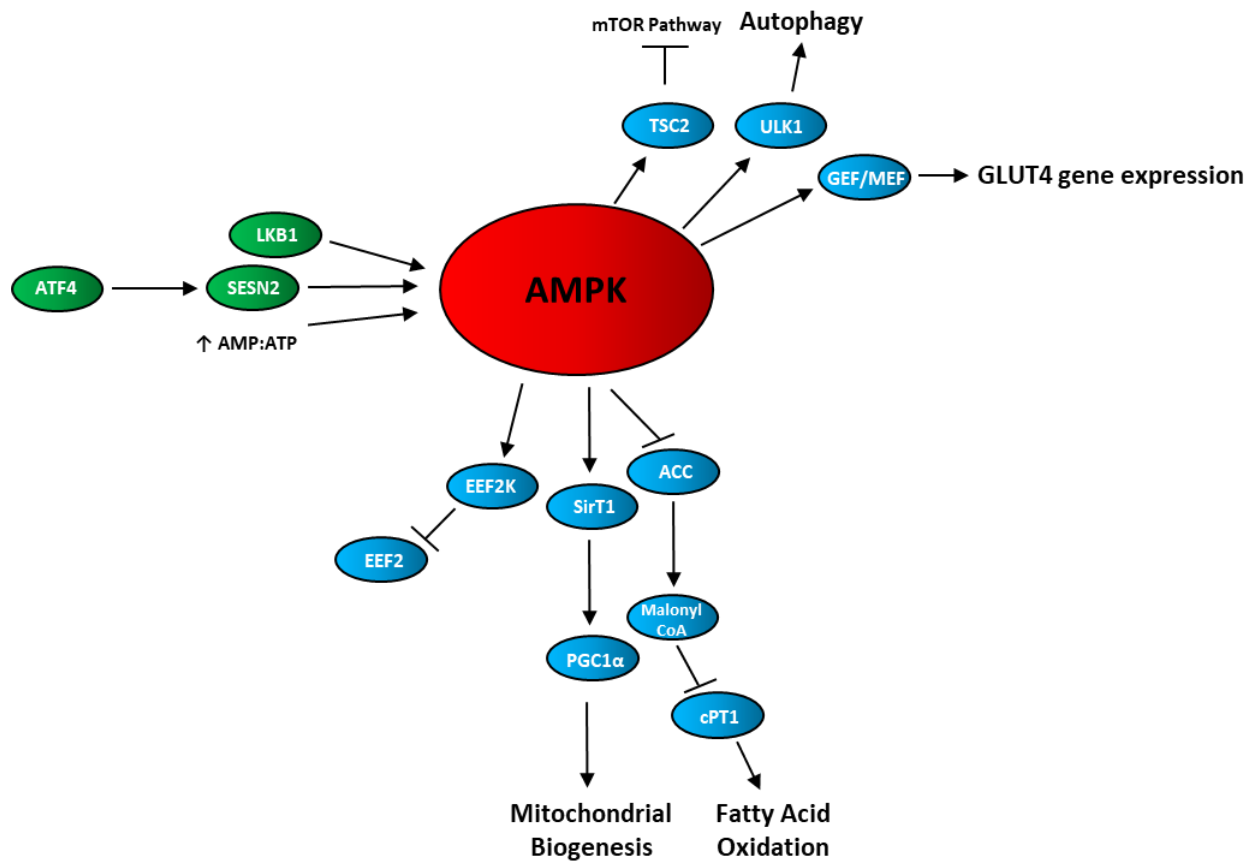 mTOR Pathway
Autophagy
TSC2
ULK1
GEF/MEF
GLUT4 gene expression
LKB1
ATF4
SESN2
AMPK
↑ AMP:ATP
ACC
EEF2K
SirT1
EEF2
Malonyl
CoA
PGC1α
cPT1
Mitochondrial
Biogenesis
Fatty Acid
Oxidation